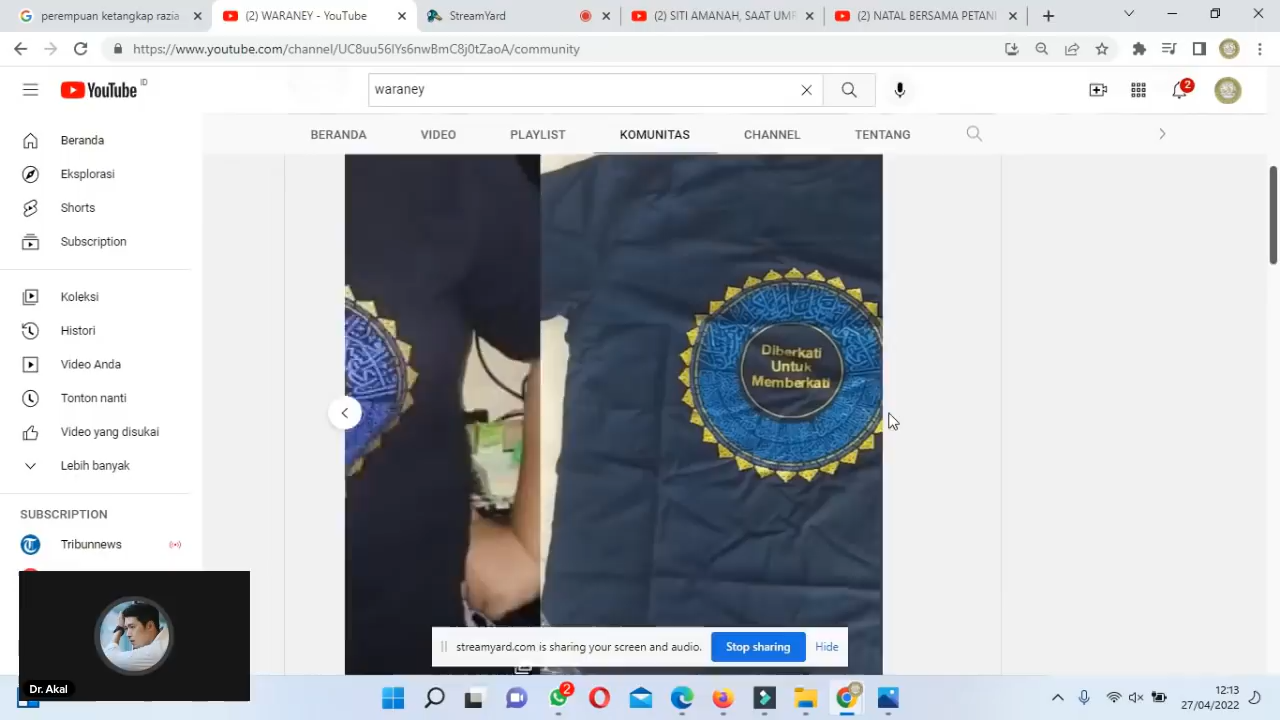 perempuan ketangkap razia
(2) WARANEY - YouTube
StreamYard
(2) SITI AMANAH, SAAT UMR
(2) NATAL BERSAMA PETANI
https://www.youtube.com/channel/UC8uu56lYs6nwBmC8j0tZaoA/community
YouTube ID
waraney
2
BERANDA VIDEO PLAYLIST KOMUNITAS CHANNEL TENTANG
Beranda
Eksplorasi
Shorts
Subscription
Koleksi
Histori
Video Anda
Tonton nanti
Video yang disukai
Lebih banyak
SUBSCRIPTION
Tribunnews
Diberkati
Untuk
Memberkati
streamyard.com is sharing your screen and audio.
Stop sharing
Hide
Dr. Akal
2
12:13
27/04/2022